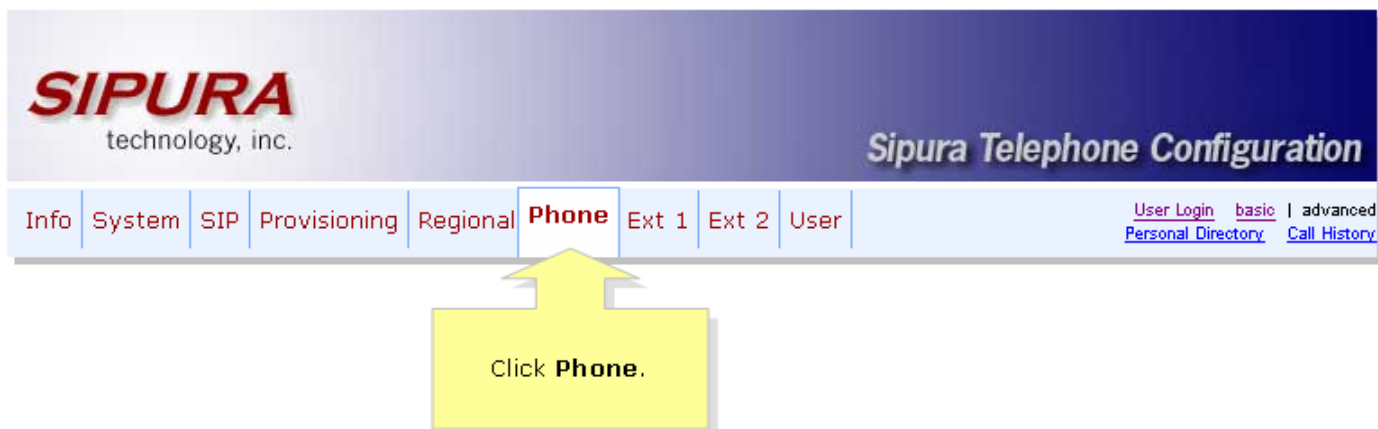 SIPURA
technology, inc.
Sipura Telephone Configuration
Info System SIP Provisioning Regional Phone Ext 1 Ext 2 User
User Login basic | advanced
Personal Directory Call History
Click Phone.